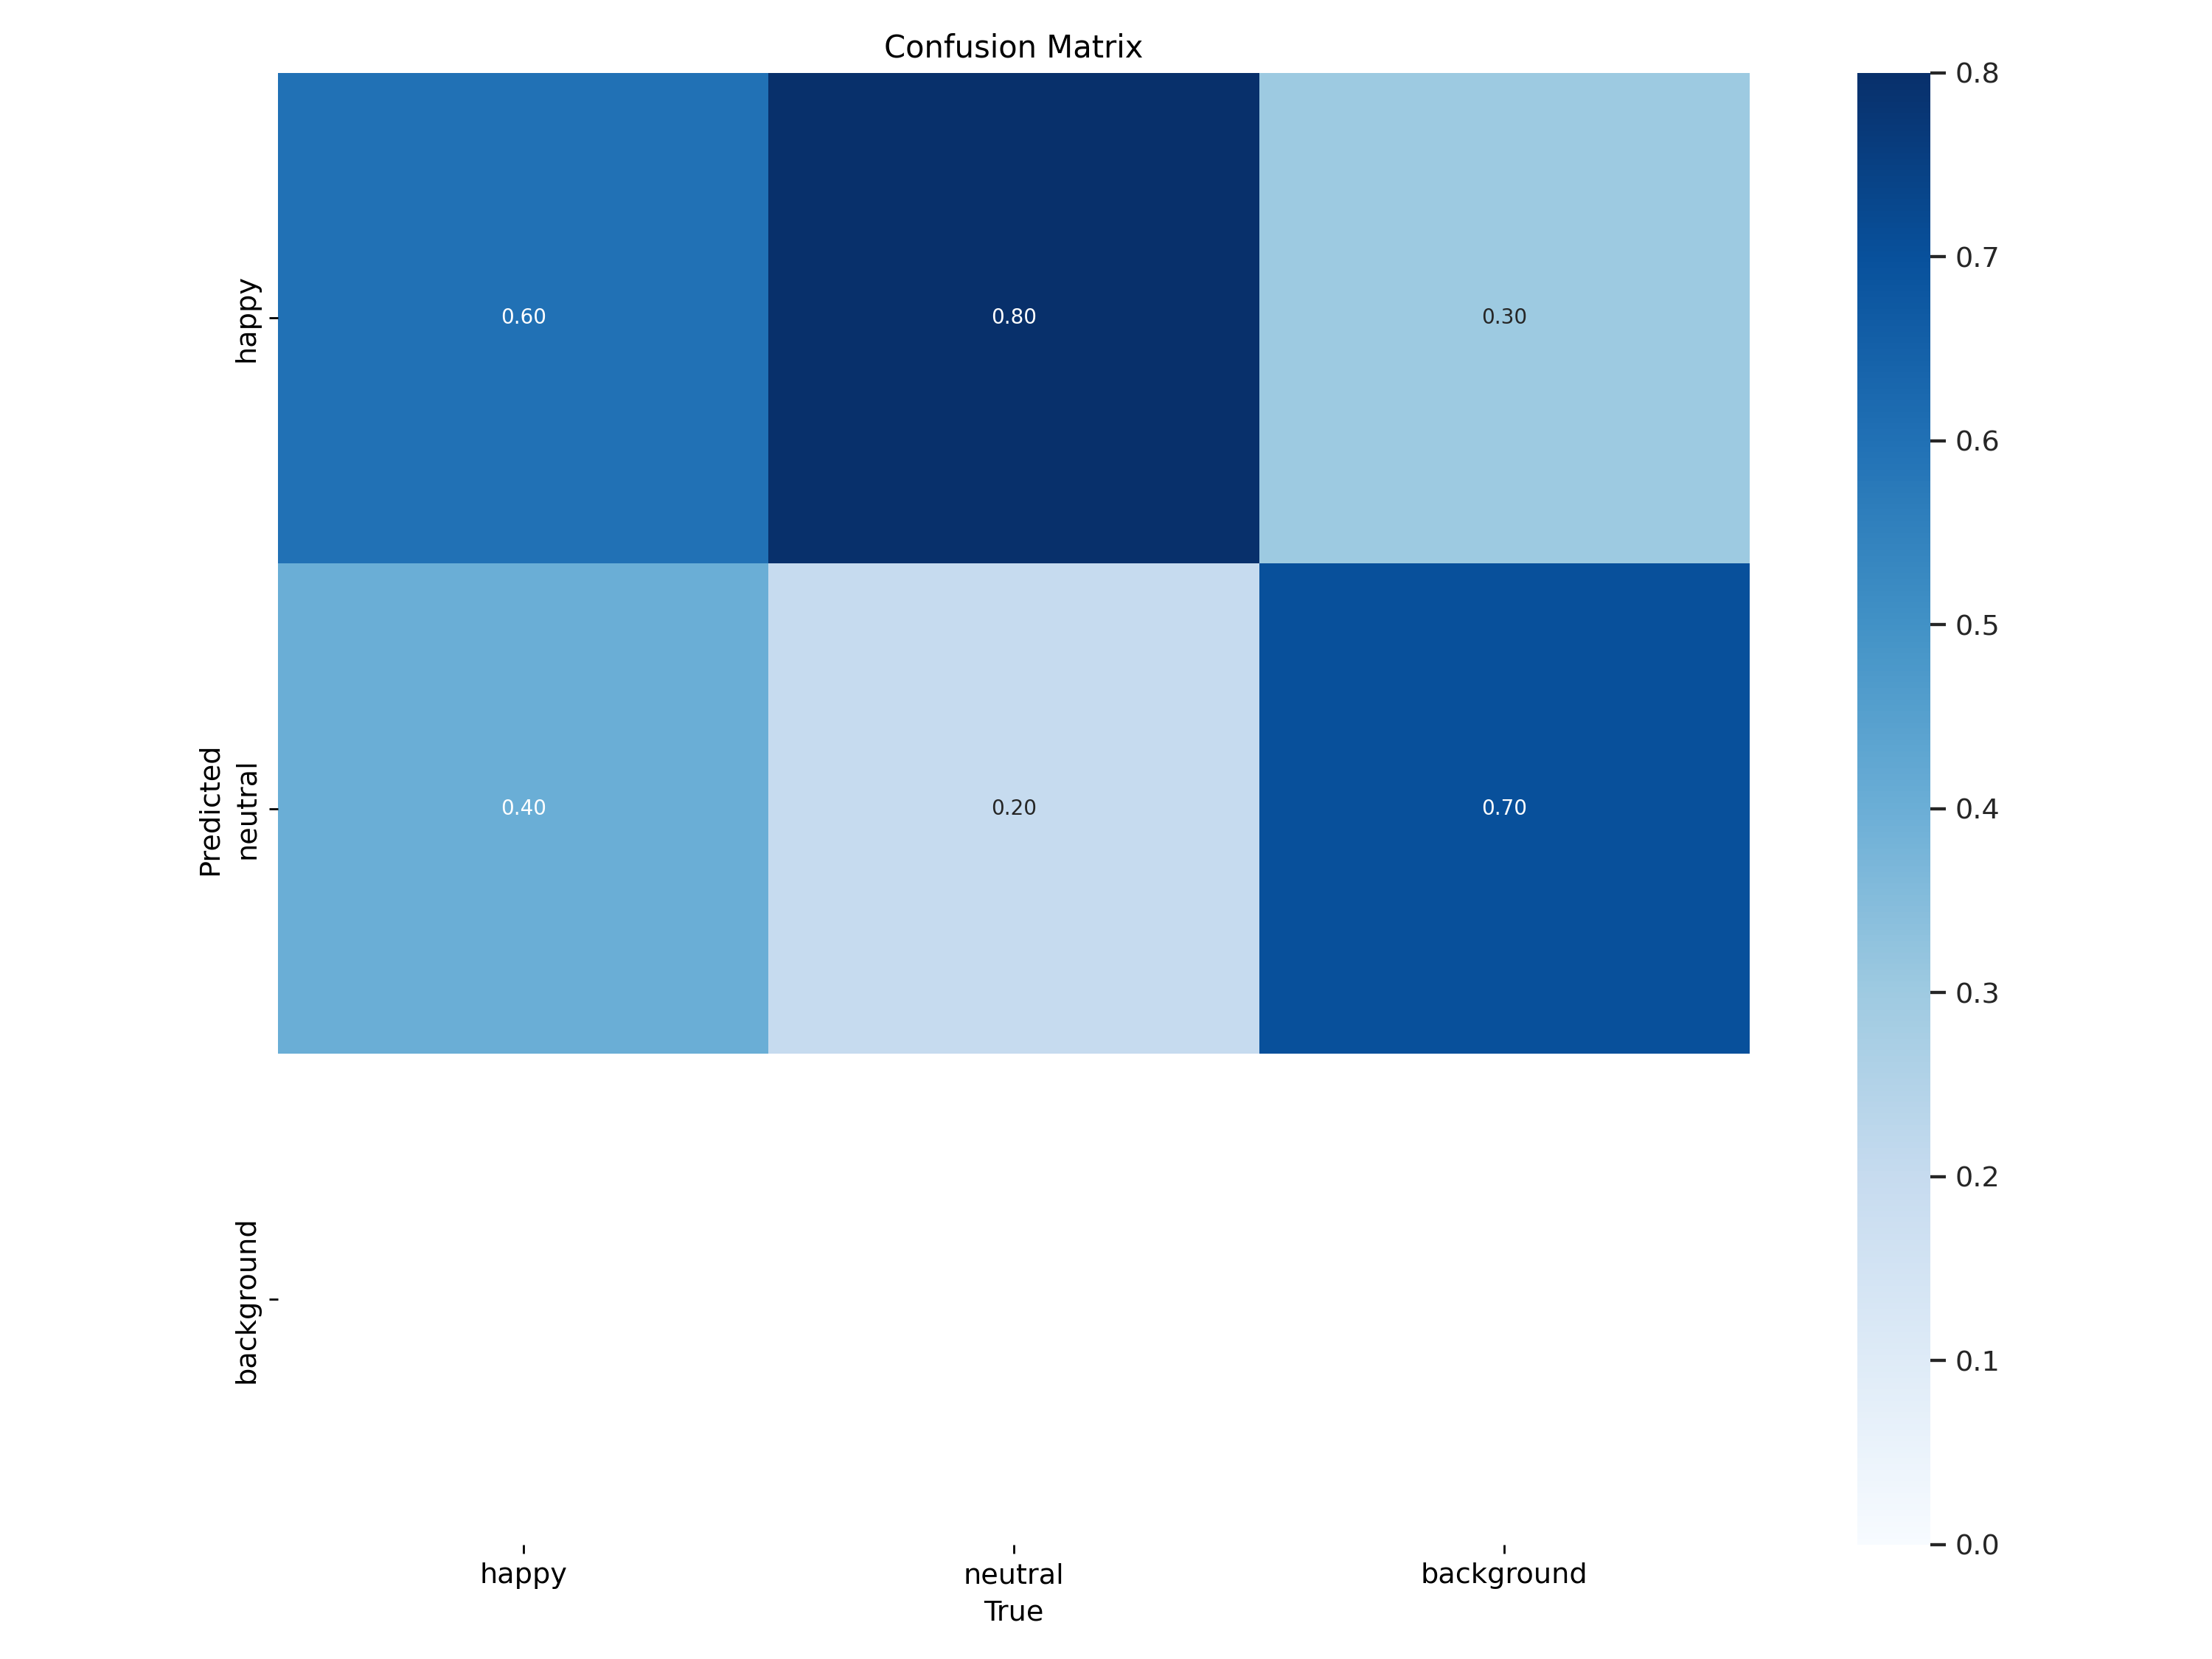 Confusion Matrix
0.8
0.7
0.6
0.5
0.4
0.3
0.2
0.1
0.0
happy
0.60 0.80 0.30
Predicted
neutral
0.40 0.20 0.70
background
happy neutral background
True